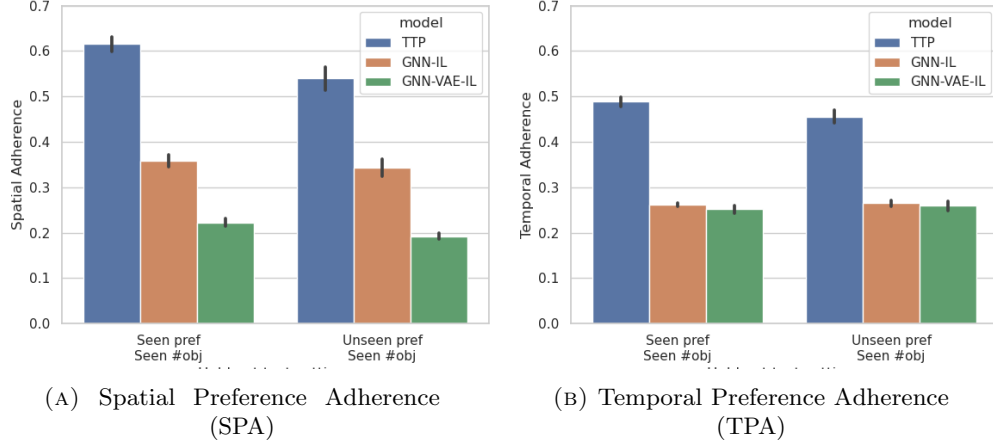 0.7
0.6
0.5
0.4
0.3
0.2
0.1
0.0
Spatial Adherence
model
TTP
GNN-IL
GNN-VAE-IL
Seen pref
Seen #obj
Unseen pref
Seen #obj
(A) Spatial Preference Adherence
(SPA)
0.7
0.6
0.5
0.4
0.3
0.2
0.1
0.0
Temporal Adherence
model
TTP
GNN-IL
GNN-VAE-IL
Seen pref
Seen #obj
Unseen pref
Seen #obj
(B) Temporal Preference Adherence
(TPA)